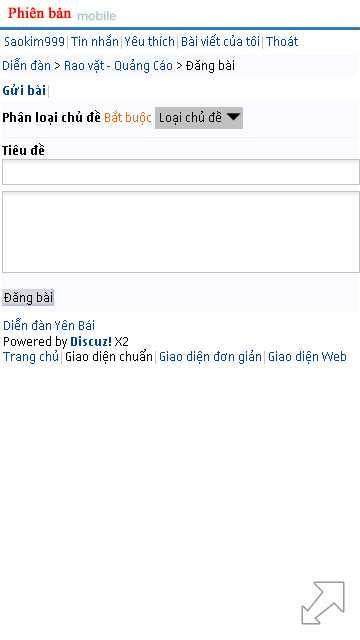 Phiên bản mobile
Saokim999| Tin nhắn| Yêu thích| Bài viết của tôi| Thoát
Diễn đàn > Rao vặt - Quảng Cáo > Đăng bài
Gửi bài|
Phân loại chủ đề Bắt buộc Loại chủ đề
Tiêu đề
Đăng bài
Diễn đàn Yên Bái
Powered by Discuz! X2
Trang chủ| Giao diện chuẩn| Giao diện đơn giản| Giao diện Web